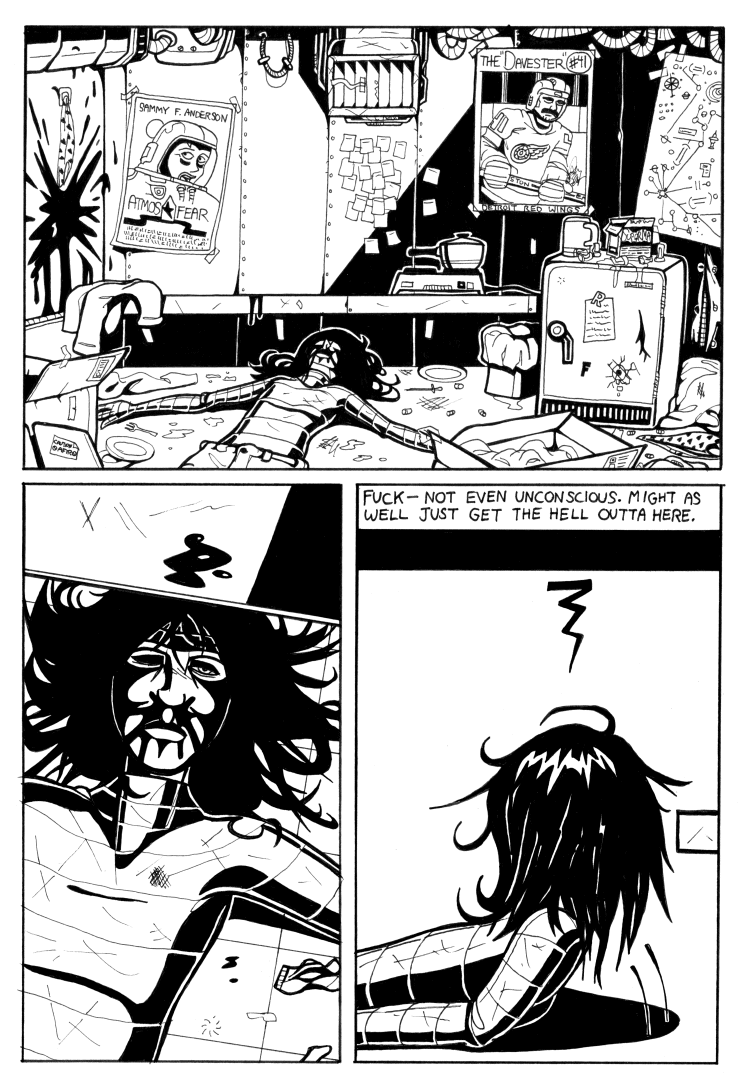 THE "DAVESTER" #41
SAMMY F. ANDERSON
ATMOS FEAR
DETROIT RED WINGS
F
FUCK— NOT EVEN UNCONSCIOUS. MIGHT AS
WELL JUST GET THE HELL OUTTA HERE.